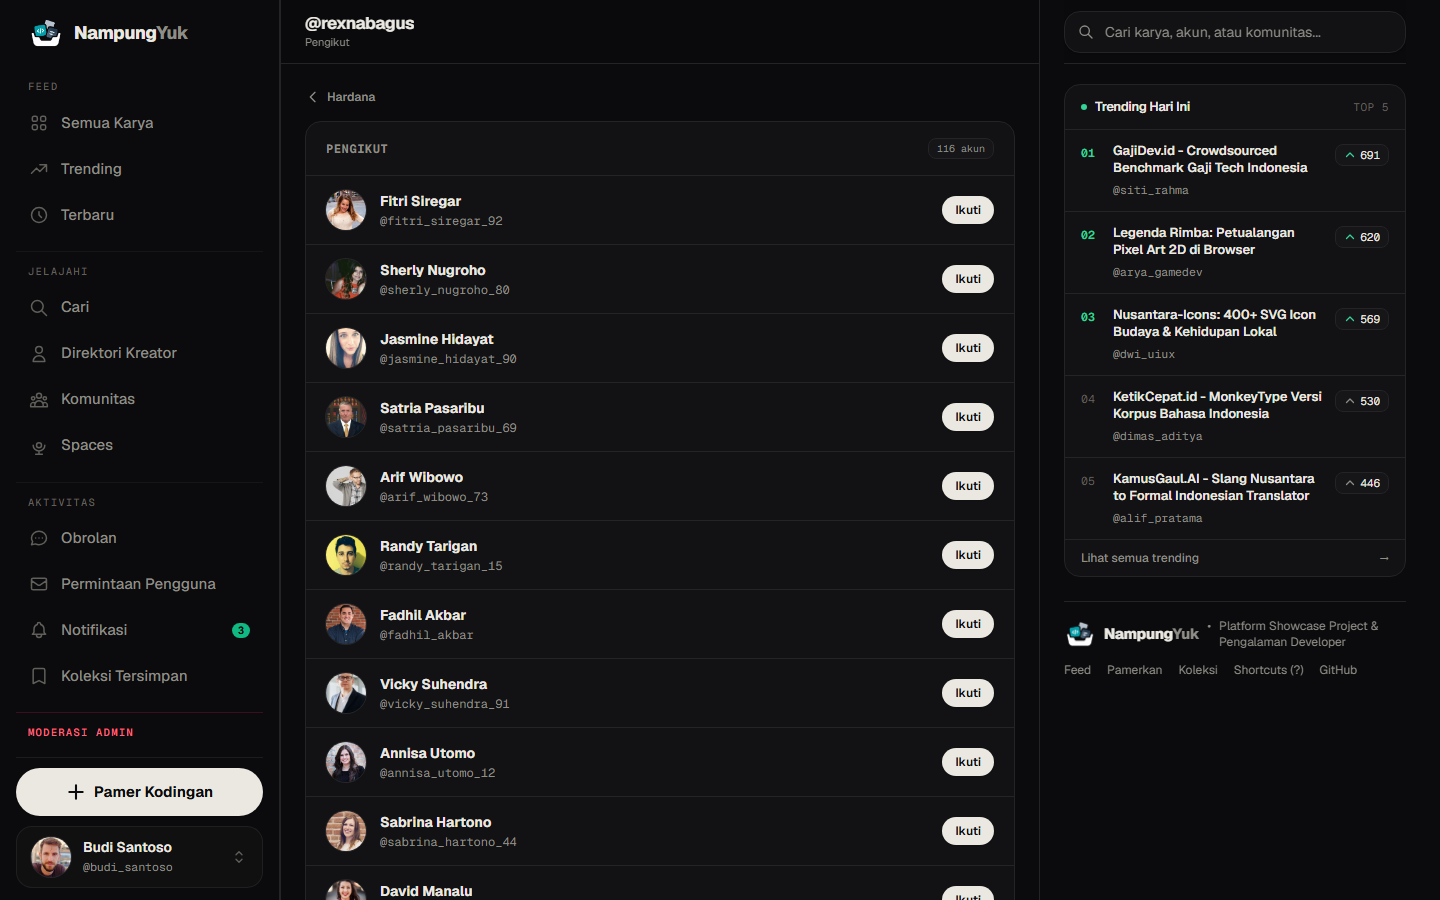 NampungYuk
FEED
Semua Karya
Trending
Terbaru
JELAJAHI
Cari
Direktori Kreator
Komunitas
Spaces
AKTIVITAS
Obrolan
Permintaan Pengguna
Notifikasi
3
Koleksi Tersimpan
MODERASI ADMIN
Pamer Kodingan
Budi Santoso
@budi_santoso
@rexnabagus
Pengikut
Hardana
PENGIKUT
116 akun
Fitri Siregar
@fitri_siregar_92
Ikuti
Sherly Nugroho
@sherly_nugroho_80
Ikuti
Jasmine Hidayat
@jasmine_hidayat_90
Ikuti
Satria Pasaribu
@satria_pasaribu_69
Ikuti
Arif Wibowo
@arif_wibowo_73
Ikuti
Randy Tarigan
@randy_tarigan_15
Ikuti
Fadhil Akbar
@fadhil_akbar
Ikuti
Vicky Suhendra
@vicky_suhendra_91
Ikuti
Annisa Utomo
@annisa_utomo_12
Ikuti
Sabrina Hartono
@sabrina_hartono_44
Ikuti
David Manalu
Ikuti
Cari karya, akun, atau komunitas...
Trending Hari Ini
TOP 5
01
GajiDev.id - Crowdsourced
Benchmark Gaji Tech Indonesia
@siti_rahma
691
02
Legenda Rimba: Petualangan
Pixel Art 2D di Browser
@arya_gamedev
620
03
Nusantara-Icons: 400+ SVG Icon
Budaya & Kehidupan Lokal
@dwi_uiux
569
04
KetikCepat.id - MonkeyType Versi
Korpus Bahasa Indonesia
@dimas_aditya
530
05
KamusGaul.AI - Slang Nusantara
to Formal Indonesian Translator
@alif_pratama
446
Lihat semua trending →
NampungYuk • Platform Showcase Project &
Pengalaman Developer
Feed Pamerkan Koleksi Shortcuts (?) GitHub